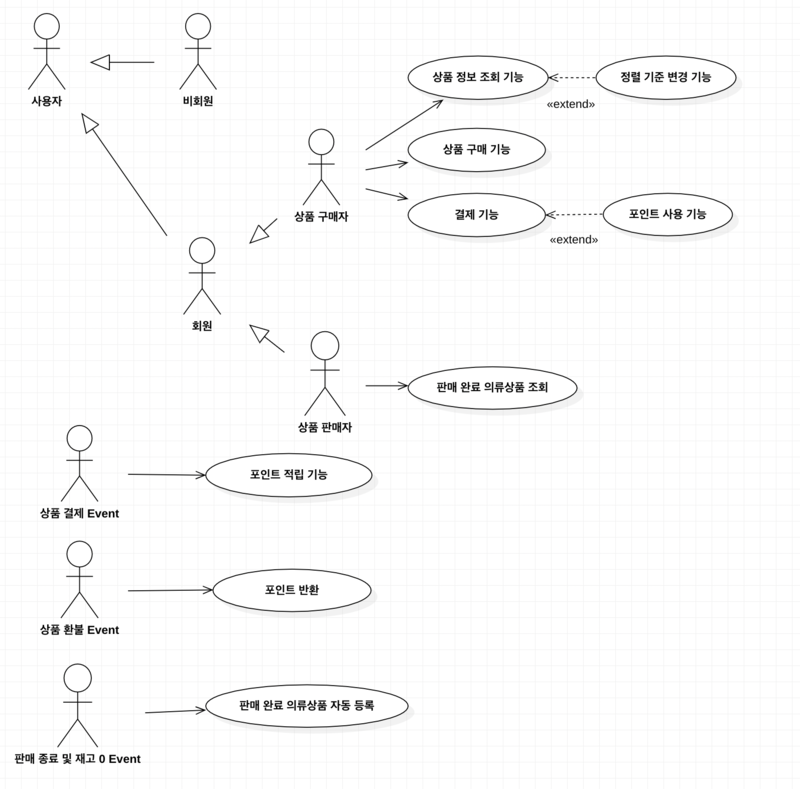 사용자
비회원
상품 정보 조회 기능
정렬 기준 변경 기능
«extend»
상품 구매 기능
상품 구매자
결제 기능
포인트 사용 기능
«extend»
회원
판매 완료 의류상품 조회
상품 판매자
포인트 적립 기능
상품 결제 Event
포인트 반환
상품 환불 Event
판매 완료 의류상품 자동 등록
판매 종료 및 재고 0 Event